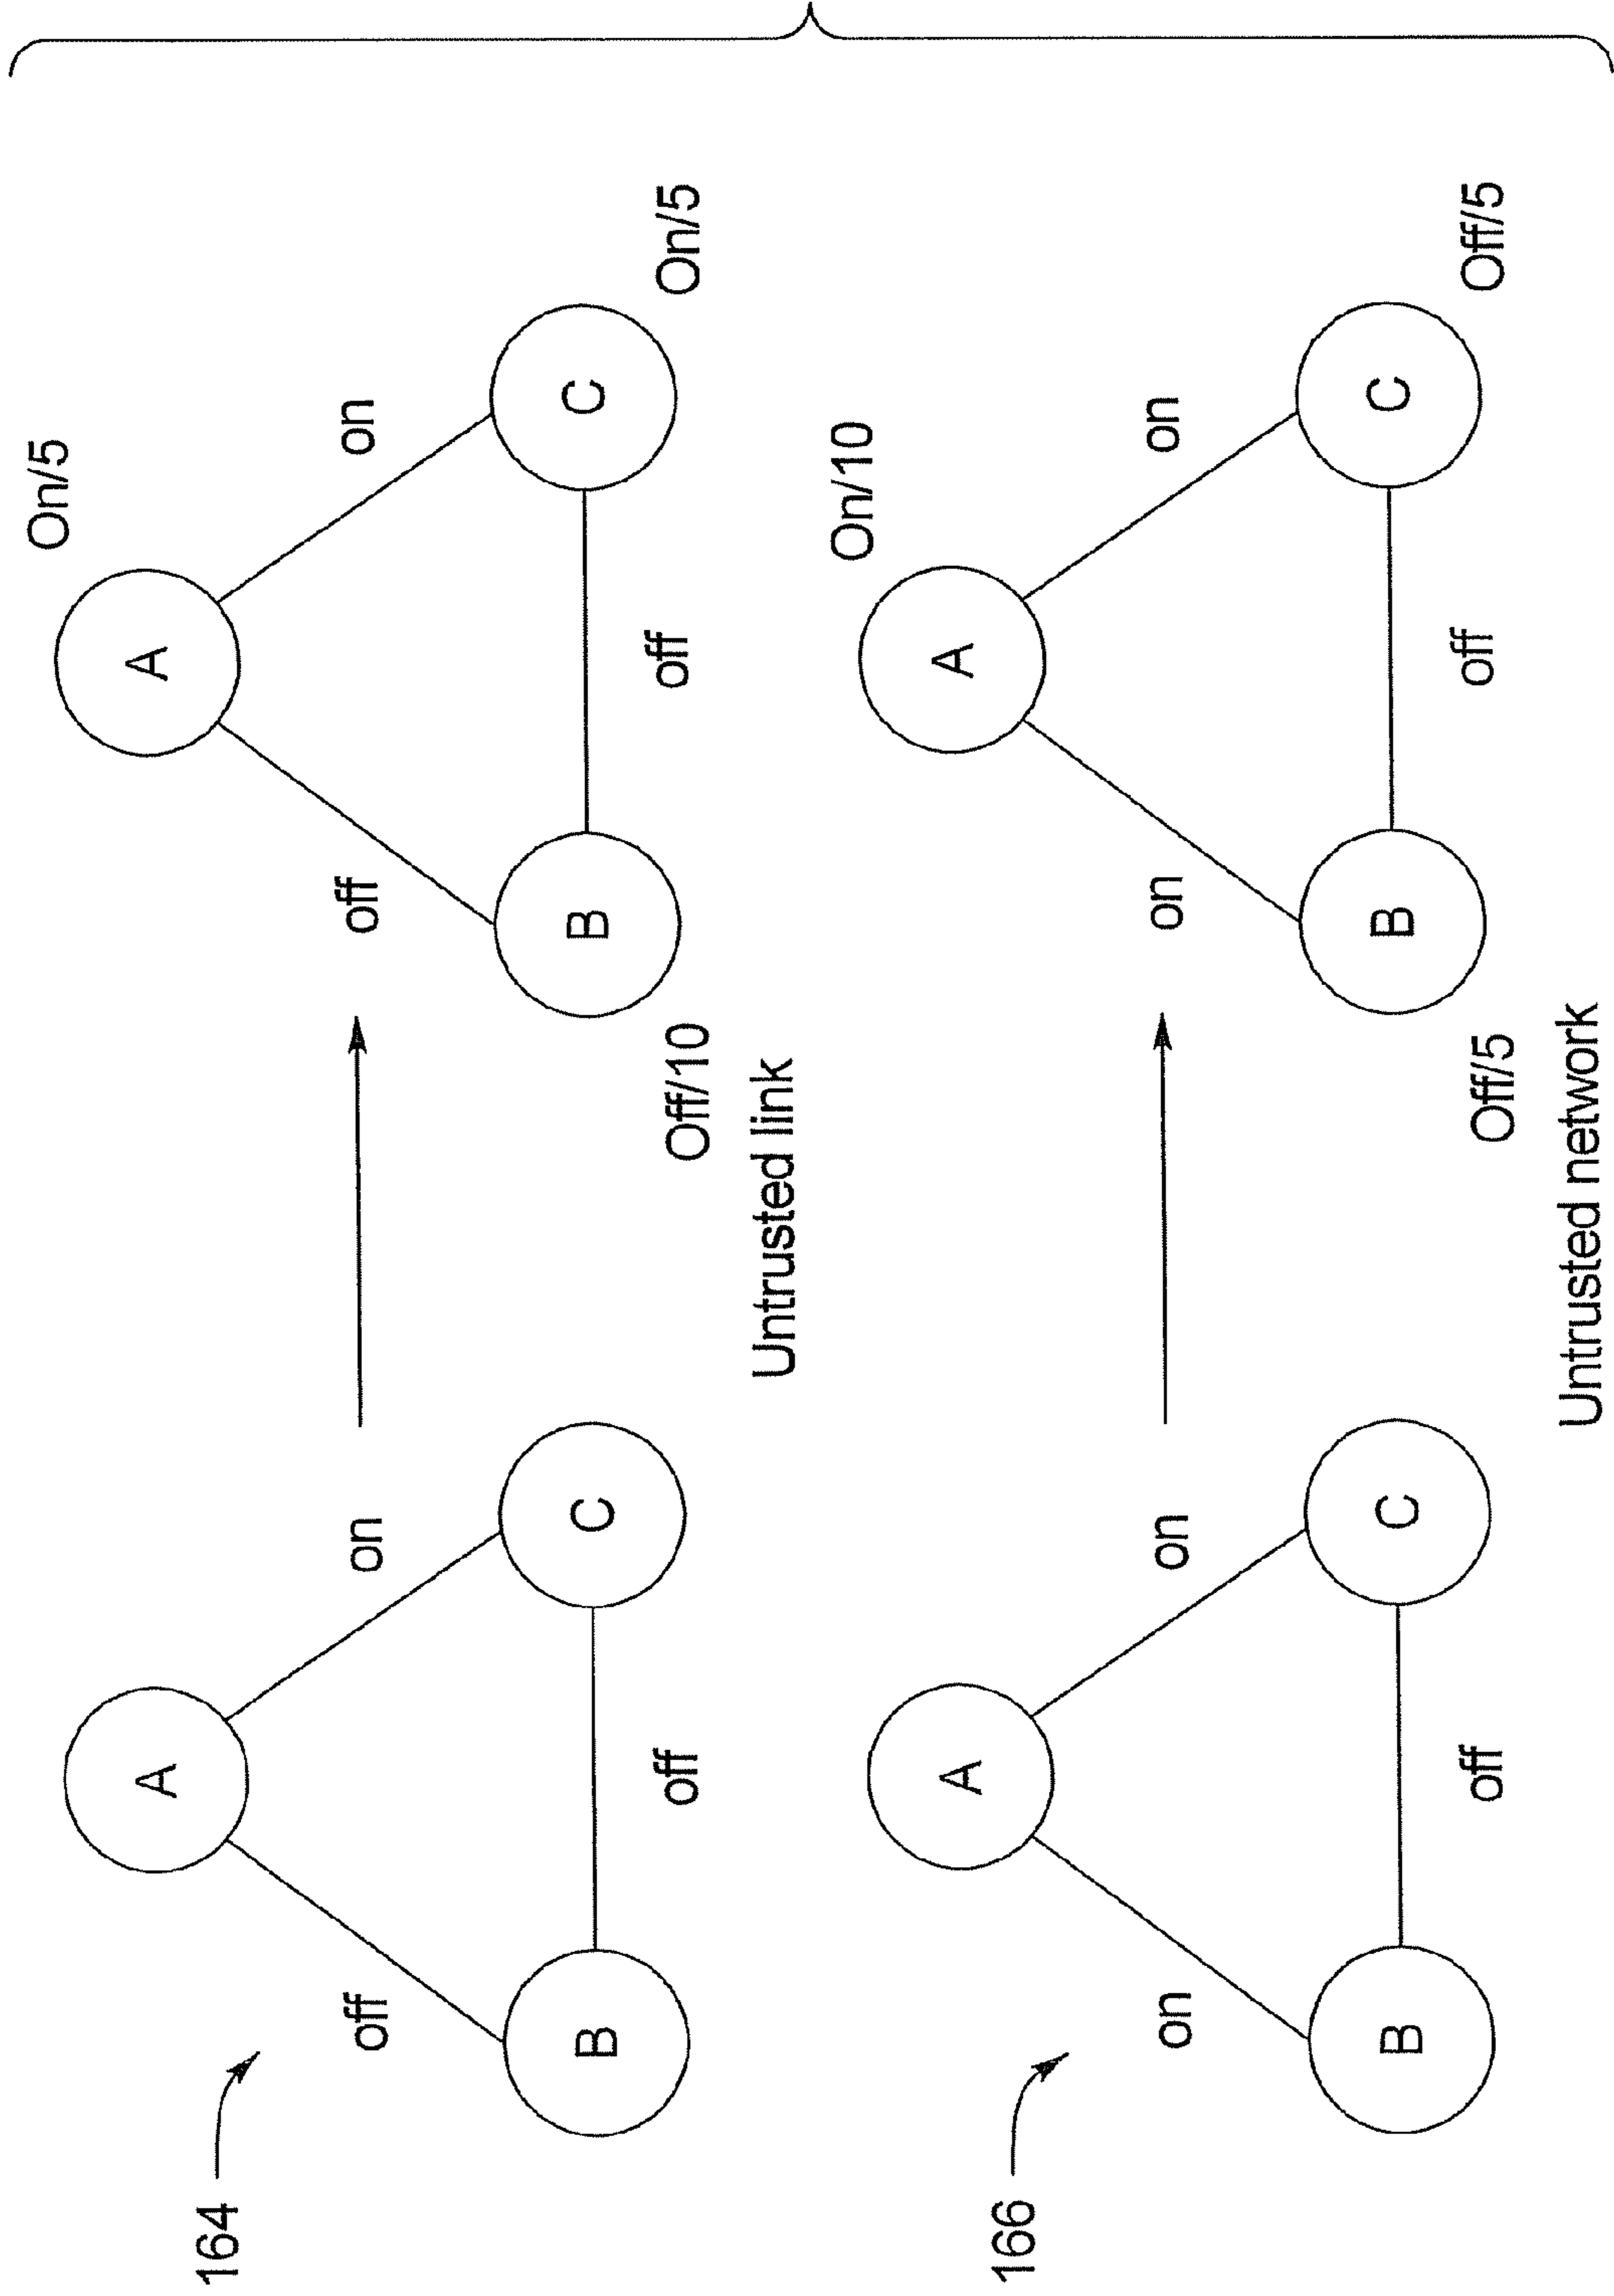 164
A
off
on
B
C
off
On/5
A
off
on
B
C
Off/10
off
On/5
Untrusted link
166
A
on
on
B
C
off
On/10
A
on
on
B
C
Off/5
off
Off/5
Untrusted network